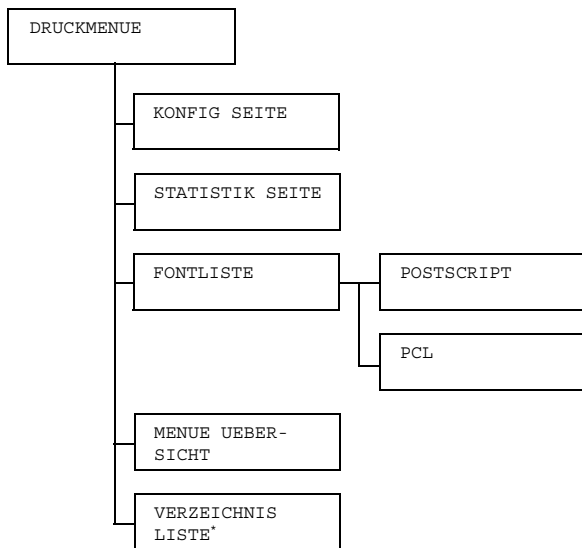 DRUCKMENUE
KONFIG SEITE
STATISTIK SEITE
FONTLISTE
POSTSCRIPT
PCL
MENUE UEBER-
SICHT
VERZEICHNIS
LISTE*